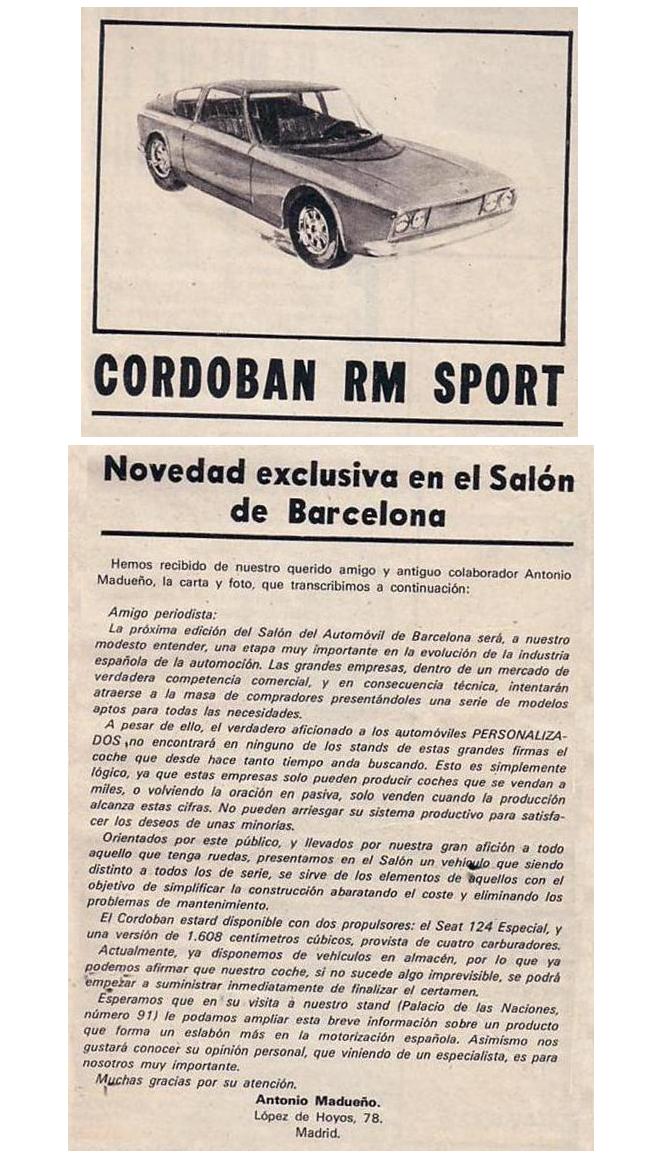 CORDOBAN RM SPORT
Novedad exclusiva en el Salón
de Barcelona
Hemos recibido de nuestro querido amigo y antiguo colaborador Antonio
Madueño, la carta y foto, que transcribimos a continuación:
Amigo periodista:
La próxima edición del Salón del Automóvil de Barcelona será, a nuestro
modesto entender, una etapa muy importante en la evolución de la industria
española de la automoción. Las grandes empresas, dentro de un mercado de
verdadera competencia comercial, y en consecuencia técnica, intentarán
atraerse a la masa de compradores presentándoles una serie de modelos
aptos para todas las necesidades.
A pesar de ello, el verdadero aficionado a los automóviles PERSONALIZA-
DOS no encontrará en ninguno de los stands de estas grandes firmas el
coche que desde hace tanto tiempo anda buscando. Esto es simplemente
lógico, ya que estas empresas solo pueden producir coches que se vendan a
miles, o volviendo la oración en pasiva, solo venden cuando la producción
alcanza estas cifras. No pueden arriesgar su sistema productivo para satisfa-
cer los deseos de unas minorías.
Orientados por este público, y llevados por nuestra gran afición a todo
aquello que tenga ruedas, presentamos en el Salón un vehículo que siendo
distinto a todos los de serie, se sirve de los elementos de aquellos con el
objetivo de simplificar la construcción abaratando el coste y eliminando los
problemas de mantenimiento.
El Cordoban estard disponible con dos propulsores: el Seat 124 Especial, y
una versión de 1.608 centímetros cúbicos, provista de cuatro carburadores.
Actualmente, ya disponemos de vehículos en almacén, por lo que ya
podemos afirmar que nuestro coche, si no sucede algo imprevisible, se podrá
empezar a suministrar inmediatamente de finalizar el certamen.
Esperamos que en su visita a nuestro stand (Palacio de las Naciones,
número 91) le podamos ampliar esta breve información sobre un producto
que forma un eslabón más en la motorización española. Asimismo nos
gustará conocer su opinión personal, que viniendo de un especialista, es para
nosotros muy importante.
Muchas gracias por su atención.
Antonio Madueño.
López de Hoyos, 78.
Madrid.